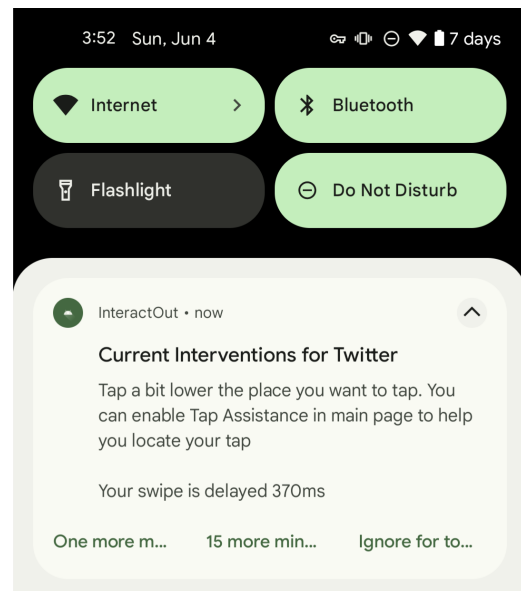 3:52 Sun, Jun 4 7 days
Internet
Bluetooth
Flashlight
Do Not Disturb
InteractOut • now
Current Interventions for Twitter
Tap a bit lower the place you want to tap. You
can enable Tap Assistance in main page to help
you locate your tap
Your swipe is delayed 370ms
One more m... 15 more min... Ignore for to...